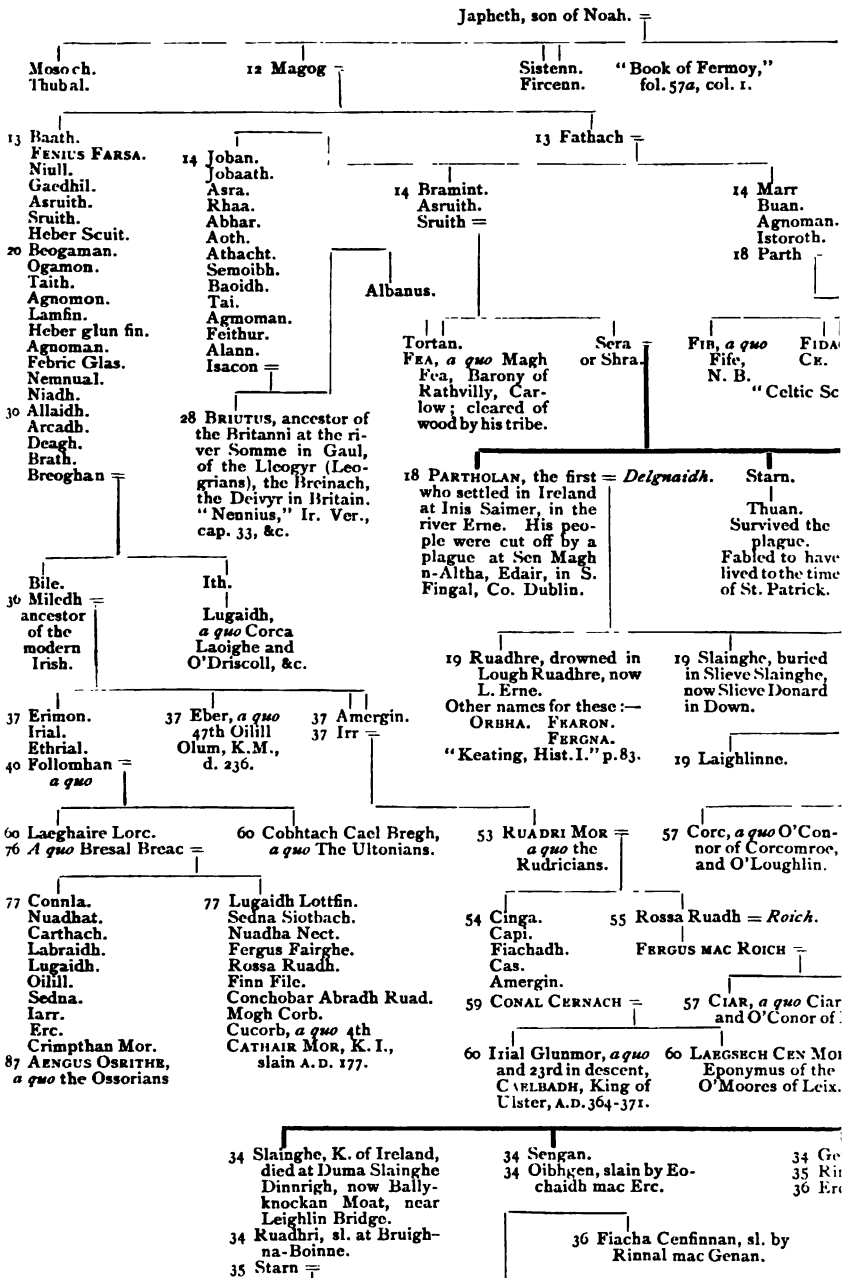 Japheth, son of Noah. =
Mosoch.
Thubal.
12 Magog =
Sistenn.
Fircenn.
"Book of Fermoy,"
fol. 57a, col. 1.
13 Baath.
FENIUS FARSA.
Niull.
Gaedhil.
Asruith.
Sruith.
Heber Scuit.
20 Beogaman.
Ogamon.
Taith.
Agnomon.
Lamfin.
Heber glun fin.
Agnoman.
Febric Glas.
Nemnual.
Niadh.
30 Allaidh.
Arcadh.
Deagh.
Brath.
Breoghan =
14 Joban.
Jobaath.
Asra.
Rhaa.
Abhar.
Aoth.
Athacht.
Semoibh.
Baoidh.
Tai.
Agmoman.
Feithur.
Alann.
Isacon =
13 Fathach =
14 Bramint.
Asruith.
Sruith =
14 Marr
Buan.
Agnoman.
Istoroth.
18 Parth
Albanus.
28 BRIUTUS, ancestor of
the Britanni at the ri-
ver Somme in Gaul,
of the Lleogyr (Leo-
grians), the Breinach,
the Deivyr in Britain.
"Nennius," Ir. Ver.,
cap. 33, &c.
Tortan.
FEA, a quo Magh
Fea, Barony of
Rathvilly, Car-
low; cleared of
wood by his tribe.
Sera =
or Shra.
FIB, a quo
Fife,
N. B.
FIDA
CE.
"Celtic Sc
18 PARTHOLAN, the first = Delgnaidh.
who settled in Ireland
at Inis Saimer, in the
river Erne. His peo-
ple were cut off by a
plague at Sen Magh
n-Altha, Edair, in S.
Fingal, Co. Dublin.
Starn.
Thuan.
Survived the
plague.
Fabled to have
lived to the time
of St. Patrick.
Bile.
36 Miledh =
ancestor
of the
modern
Irish.
Ith.
Lugaidh,
a quo Corca
Laoighe and
O'Driscoll, &c.
19 Ruadhre, drowned in
Lough Ruadhre, now
L. Erne.
Other names for these:—
ORBHA. FEARON.
FERGNA.
"Keating, Hist. I." p. 83.
19 Slainghe, buried
in Slieve Slainghe,
now Slieve Donard
in Down.
19 Laighlinne.
37 Erimon.
Irial.
Ethrial.
40 Follomhan =
a quo
37 Eber, a quo
47th Oilill
Olum, K.M.,
d. 236.
37 Amergin.
37 Irr =
60 Laeghaire Lorc.
76 A quo Bresal Breac =
60 Cobhtach Cael Bregh,
a quo The Ultonians.
53 RUADRI MOR =
a quo the
Rudricians.
57 Corc, a quo O'Con-
nor of Corcomroe,
and O'Loughlin.
77 Connla.
Nuadhat.
Carthach.
Labraidh.
Lugaidh.
Oilill.
Sedna.
Iarr.
Erc.
Crimpthan Mor.
87 AENGUS OSRITHE,
a quo the Ossorians
77 Lugaidh Lottfin.
Sedna Siotbach.
Nuadha Nect.
Fergus Fairghe.
Rossa Ruadh.
Finn File.
Conchobar Abradh Ruad.
Mogh Corb.
Cucorb, a quo 4th
CATHAIR MOR, K. I.,
slain A.D. 177.
54 Cinga.
Capi.
Fiachadh.
Cas.
Amergin.
59 CONAL CERNACH =
55 Rossa Ruadh = Roich.
FERGUS MAC ROICH =
57 CIAR, a quo Ciar
and O'Conor of
60 Irial Glunmor, a quo
and 23rd in descent,
CAELBADH, King of
Ulster, A.D. 364-371.
60 LAEGSECH CEN MOR
Eponymus of the
O'Moores of Leix.
34 Slainghe, K. of Ireland,
died at Duma Slainghe
Dinnrigh, now Bally-
knockan Moat, near
Leighlin Bridge.
34 Ruadhri, sl. at Bruigh-
na-Boinne.
35 Starn =
34 Sengan.
34 Oibhgen, slain by Eo-
chaidh mac Erc.
34 Ge
35 Rin
36 Erc
36 Fiacha Cenfinnan, sl. by
Rinnal mac Genan.